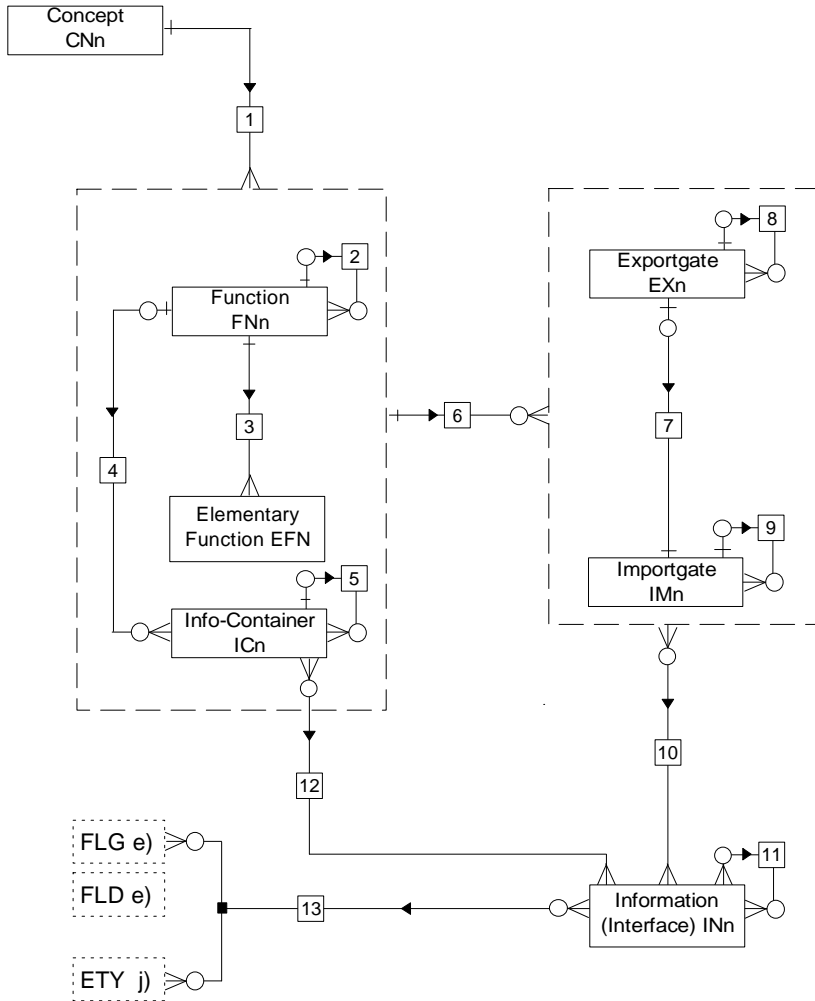 Concept
CNn
1
8
Exportgate
EXn
2
Function
FNn
6
3
7
4
Elementary
Function EFN
9
Importgate
IMn
5
Info-Container
ICn
10
12
FLG e)
11
FLD e)
13
Information
(Interface) INn
ETY j)